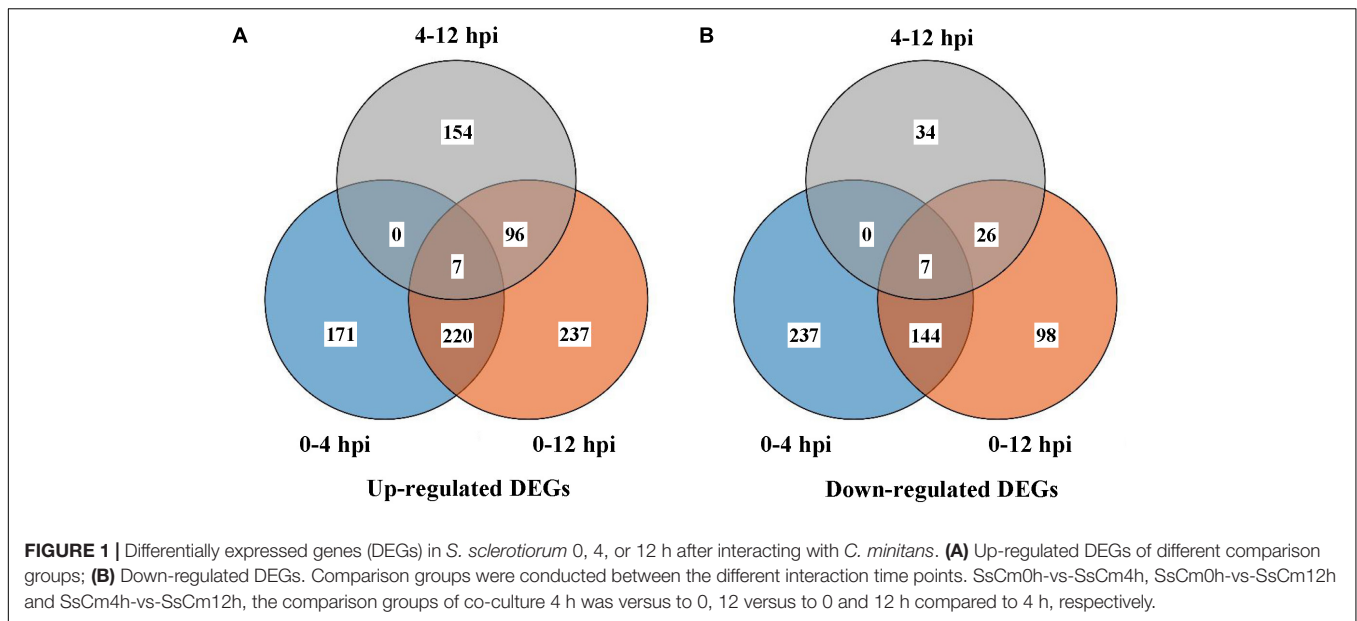 A
4-12 hpi
154
0
96
7
171
220
237
0-4 hpi
0-12 hpi
Up-regulated DEGs
B
4-12 hpi
34
0
26
7
237
144
98
0-4 hpi
0-12 hpi
Down-regulated DEGs
FIGURE 1 | Differentially expressed genes (DEGs) in S. sclerotiorum 0, 4, or 12 h after interacting with C. minitans. (A) Up-regulated DEGs of different comparison
groups; (B) Down-regulated DEGs. Comparison groups were conducted between the different interaction time points. SsCm0h-vs-SsCm4h, SsCm0h-vs-SsCm12h
and SsCm4h-vs-SsCm12h, the comparison groups of co-culture 4 h was versus to 0, 12 versus to 0 and 12 h compared to 4 h, respectively.